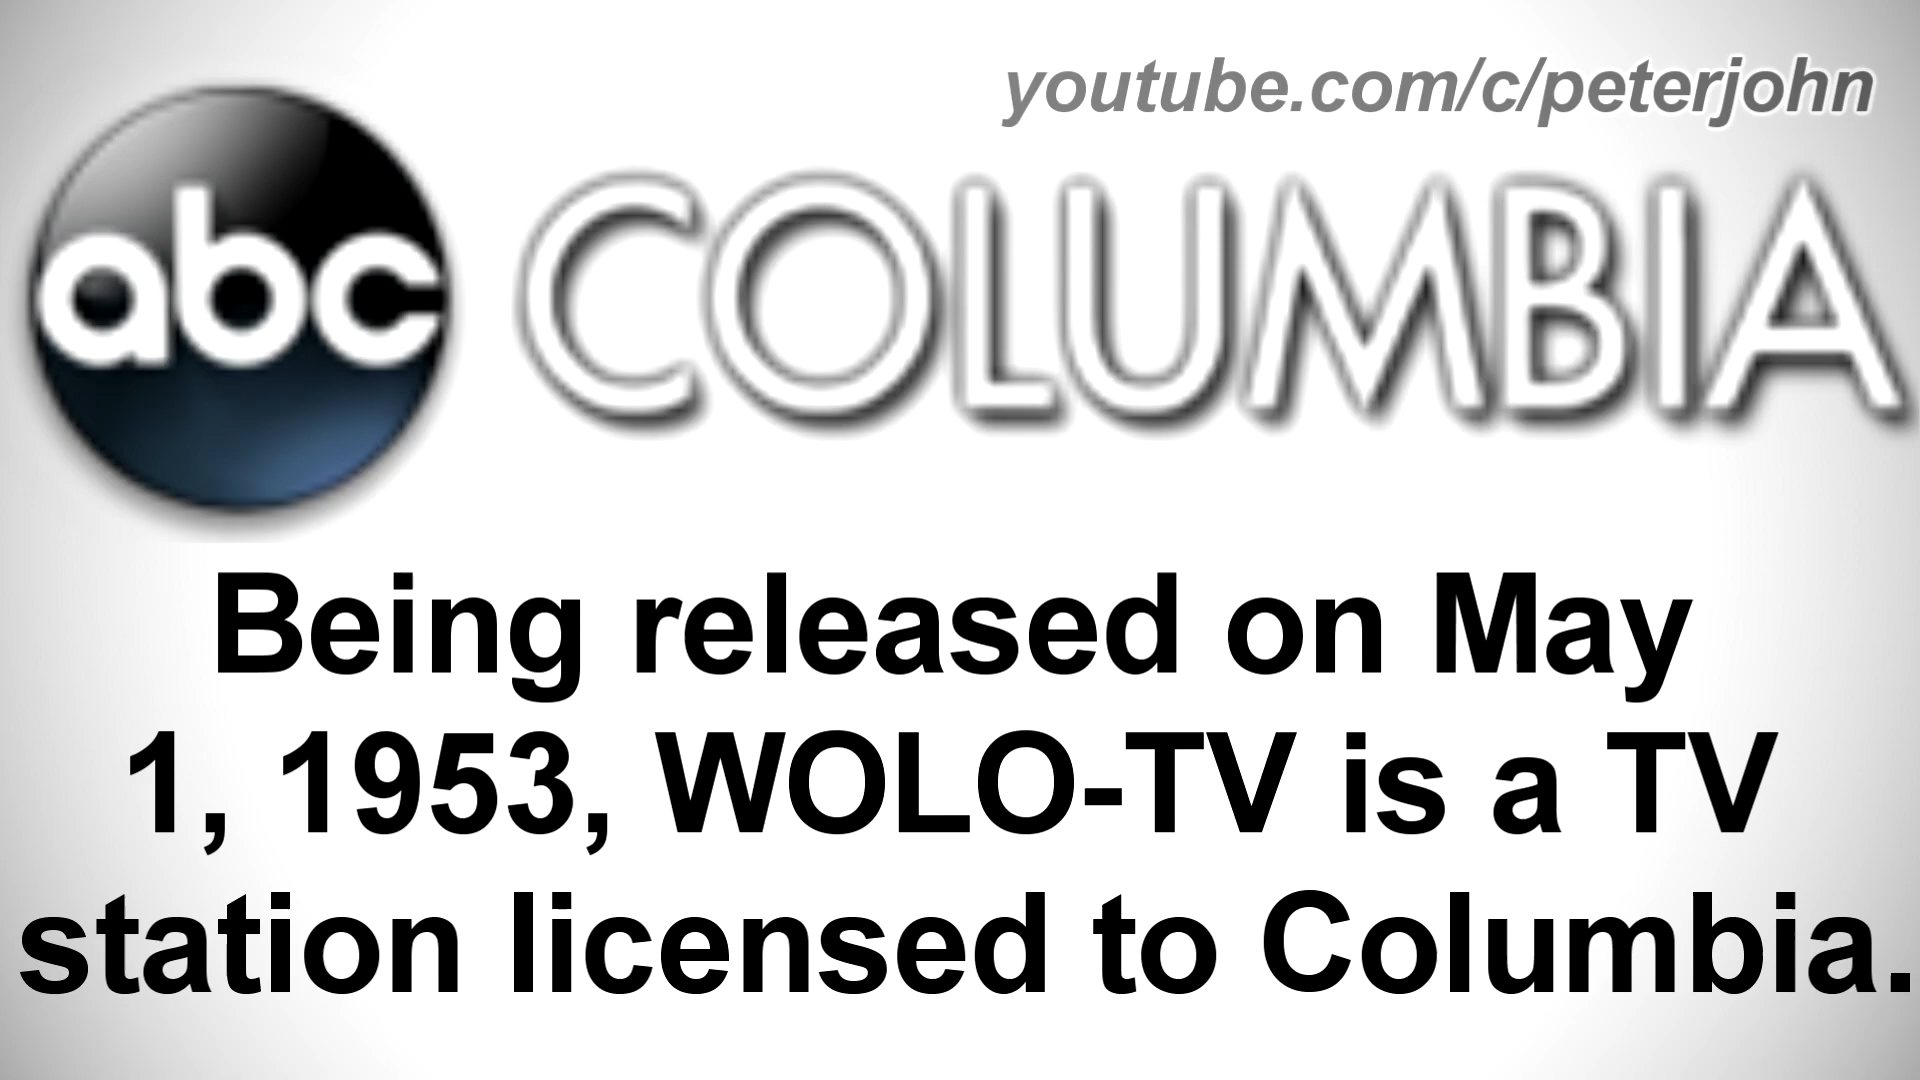 youtube.com/c/peterjohn
abc COLUMBIA
Being released on May
1, 1953, WOLO-TV is a TV
station licensed to Columbia.